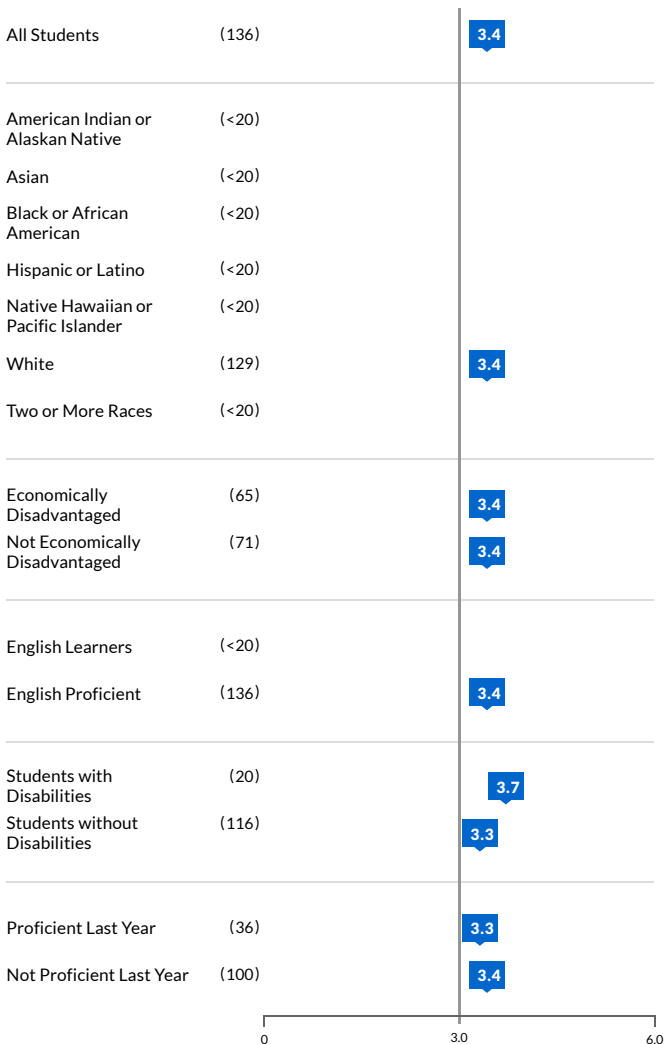 All Students (136) 3.4
American Indian or (<20)
Alaskan Native
Asian (<20)
Black or African (<20)
American
Hispanic or Latino (<20)
Native Hawaiian or (<20)
Pacific Islander
White (129) 3.4
Two or More Races (<20)
Economically (65) 3.4
Disadvantaged
Not Economically (71) 3.4
Disadvantaged
English Learners (<20)
English Proficient (136) 3.4
Students with (20) 3.7
Disabilities
Students without (116) 3.3
Disabilities
Proficient Last Year (36) 3.3
Not Proficient Last Year (100) 3.4
0 3.0 6.0